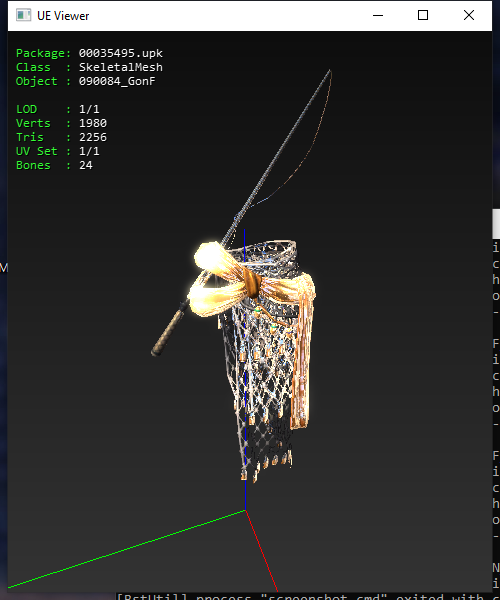 UE Viewer
Package: 00035495.upk
Class  : SkeletalMesh
Object : 090084_GonF
LOD    : 1/1
Verts  : 1980
Tris   : 2256
UV Set : 1/1
Bones  : 24
M
i
c
h
o
-
F
i
c
h
o
-
F
i
c
h
o
-
N
i
[BstUtil] process "screenshot.cmd" exited with c